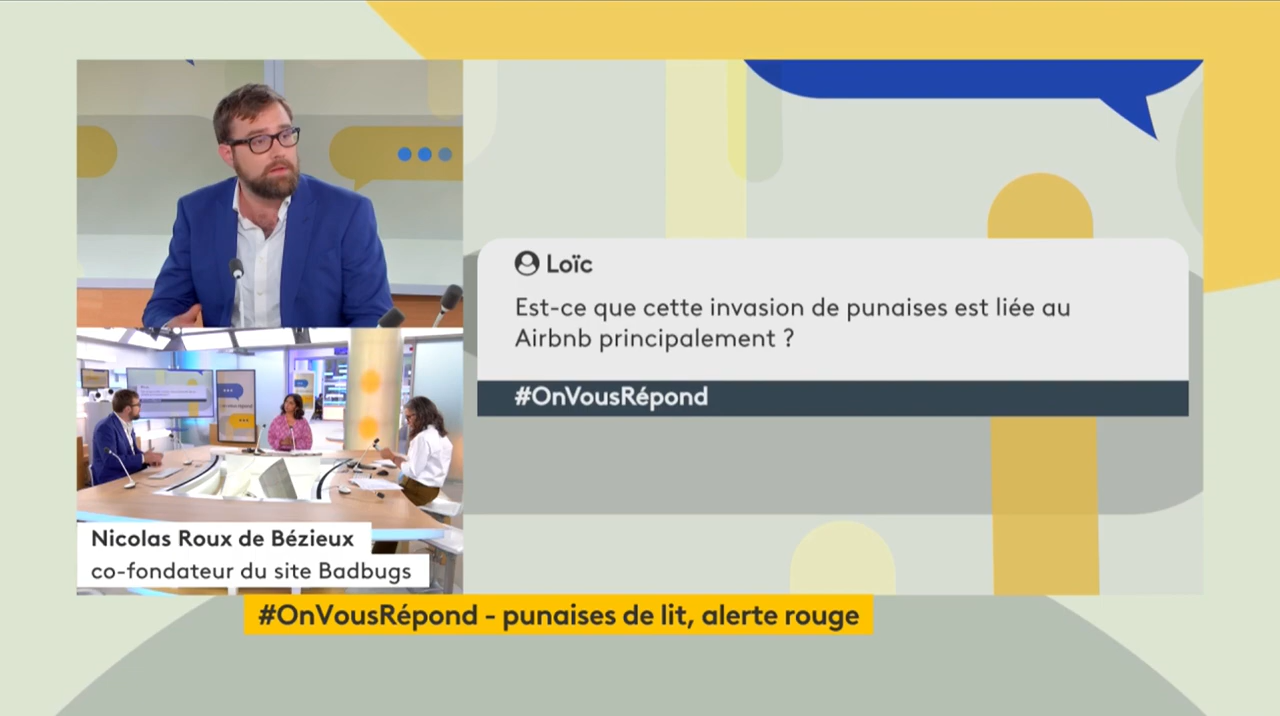 Loïc
Est-ce que cette invasion de punaises est liée au
Airbnb principalement ?
#OnVousRépond
Nicolas Roux de Bézieux
co-fondateur du site Badbugs
#OnVousRépond - punaises de lit, alerte rouge